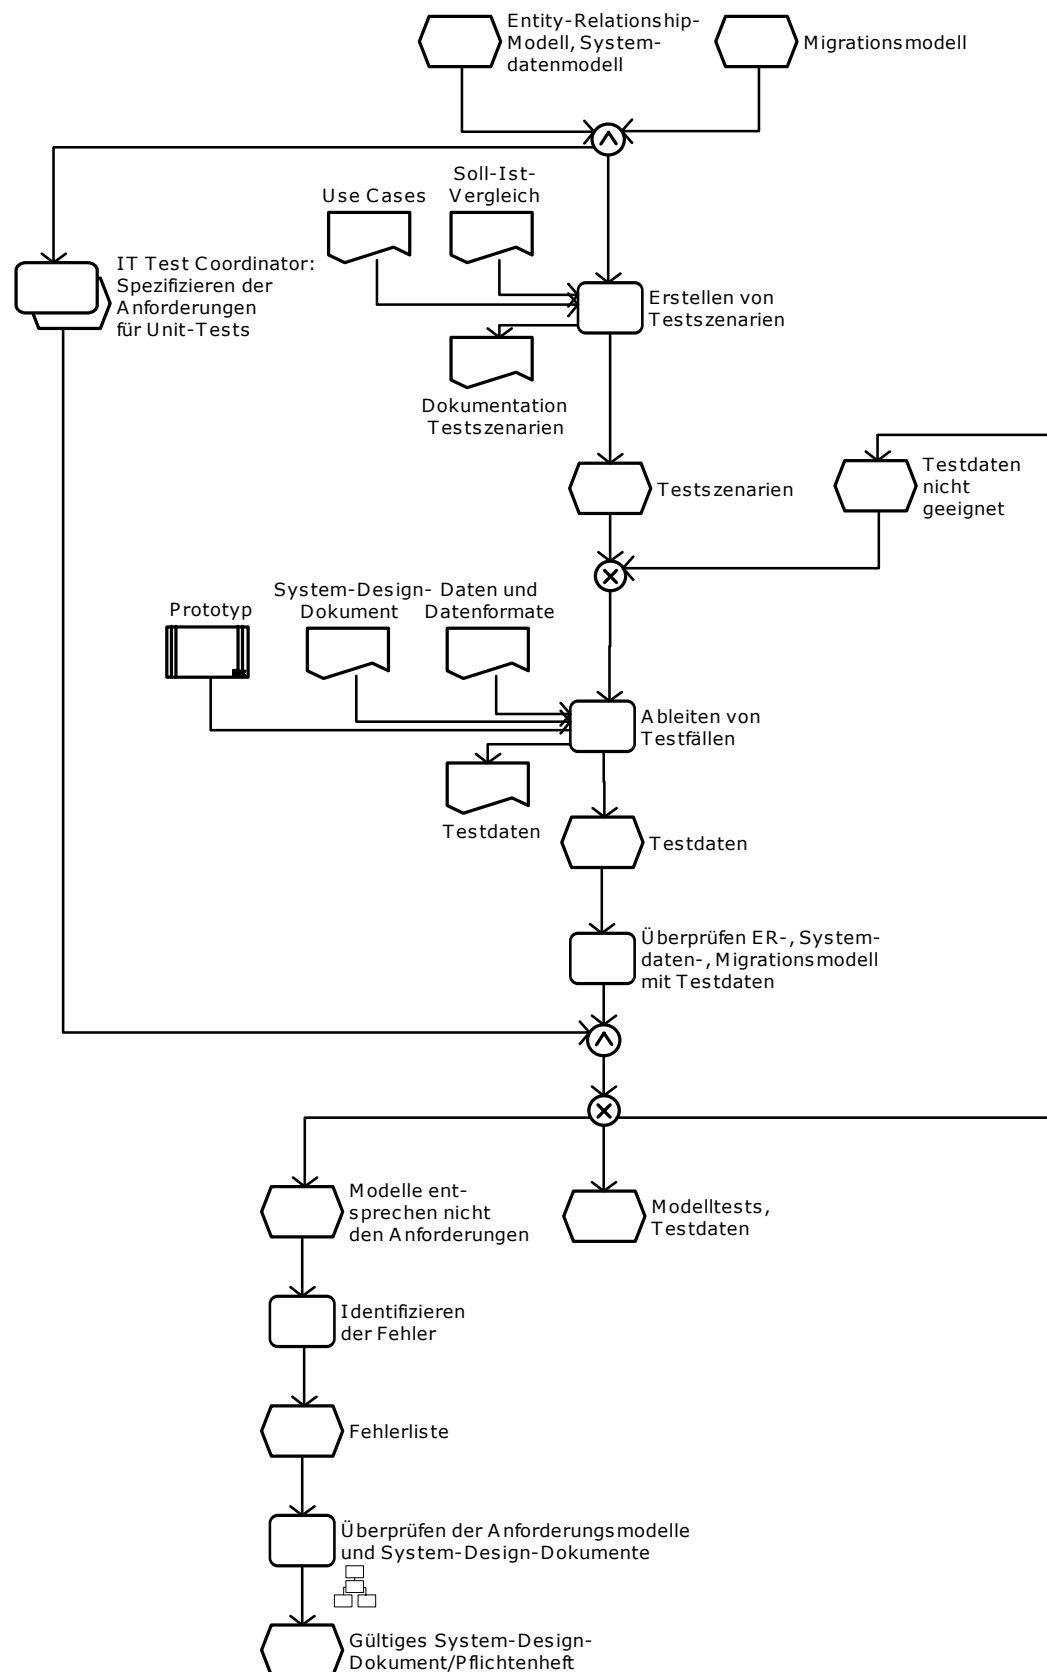 Entity-Relationship-
Modell, System-
datenmodell
Migrationsmodell
Soll-Ist-
Vergleich
Use Cases
IT Test Coordinator:
Spezifizieren der
Anforderungen
für Unit-Tests
Erstellen von
Testszenarien
Dokumentation
Testszenarien
Testszenarien
Testdaten
nicht
geeignet
System-Design-
Dokument
Daten und
Datenformate
Prototyp
Ableiten von
Testfällen
Testdaten
Testdaten
Überprüfen ER-, System-
daten-, Migrationsmodell
mit Testdaten
Modelle ent-
sprechen nicht
den Anforderungen
Modelltests,
Testdaten
Identifizieren
der Fehler
Fehlerliste
Überprüfen der Anforderungsmodelle
und System-Design-Dokumente
Gültiges System-Design-
Dokument/Pflichtenheft